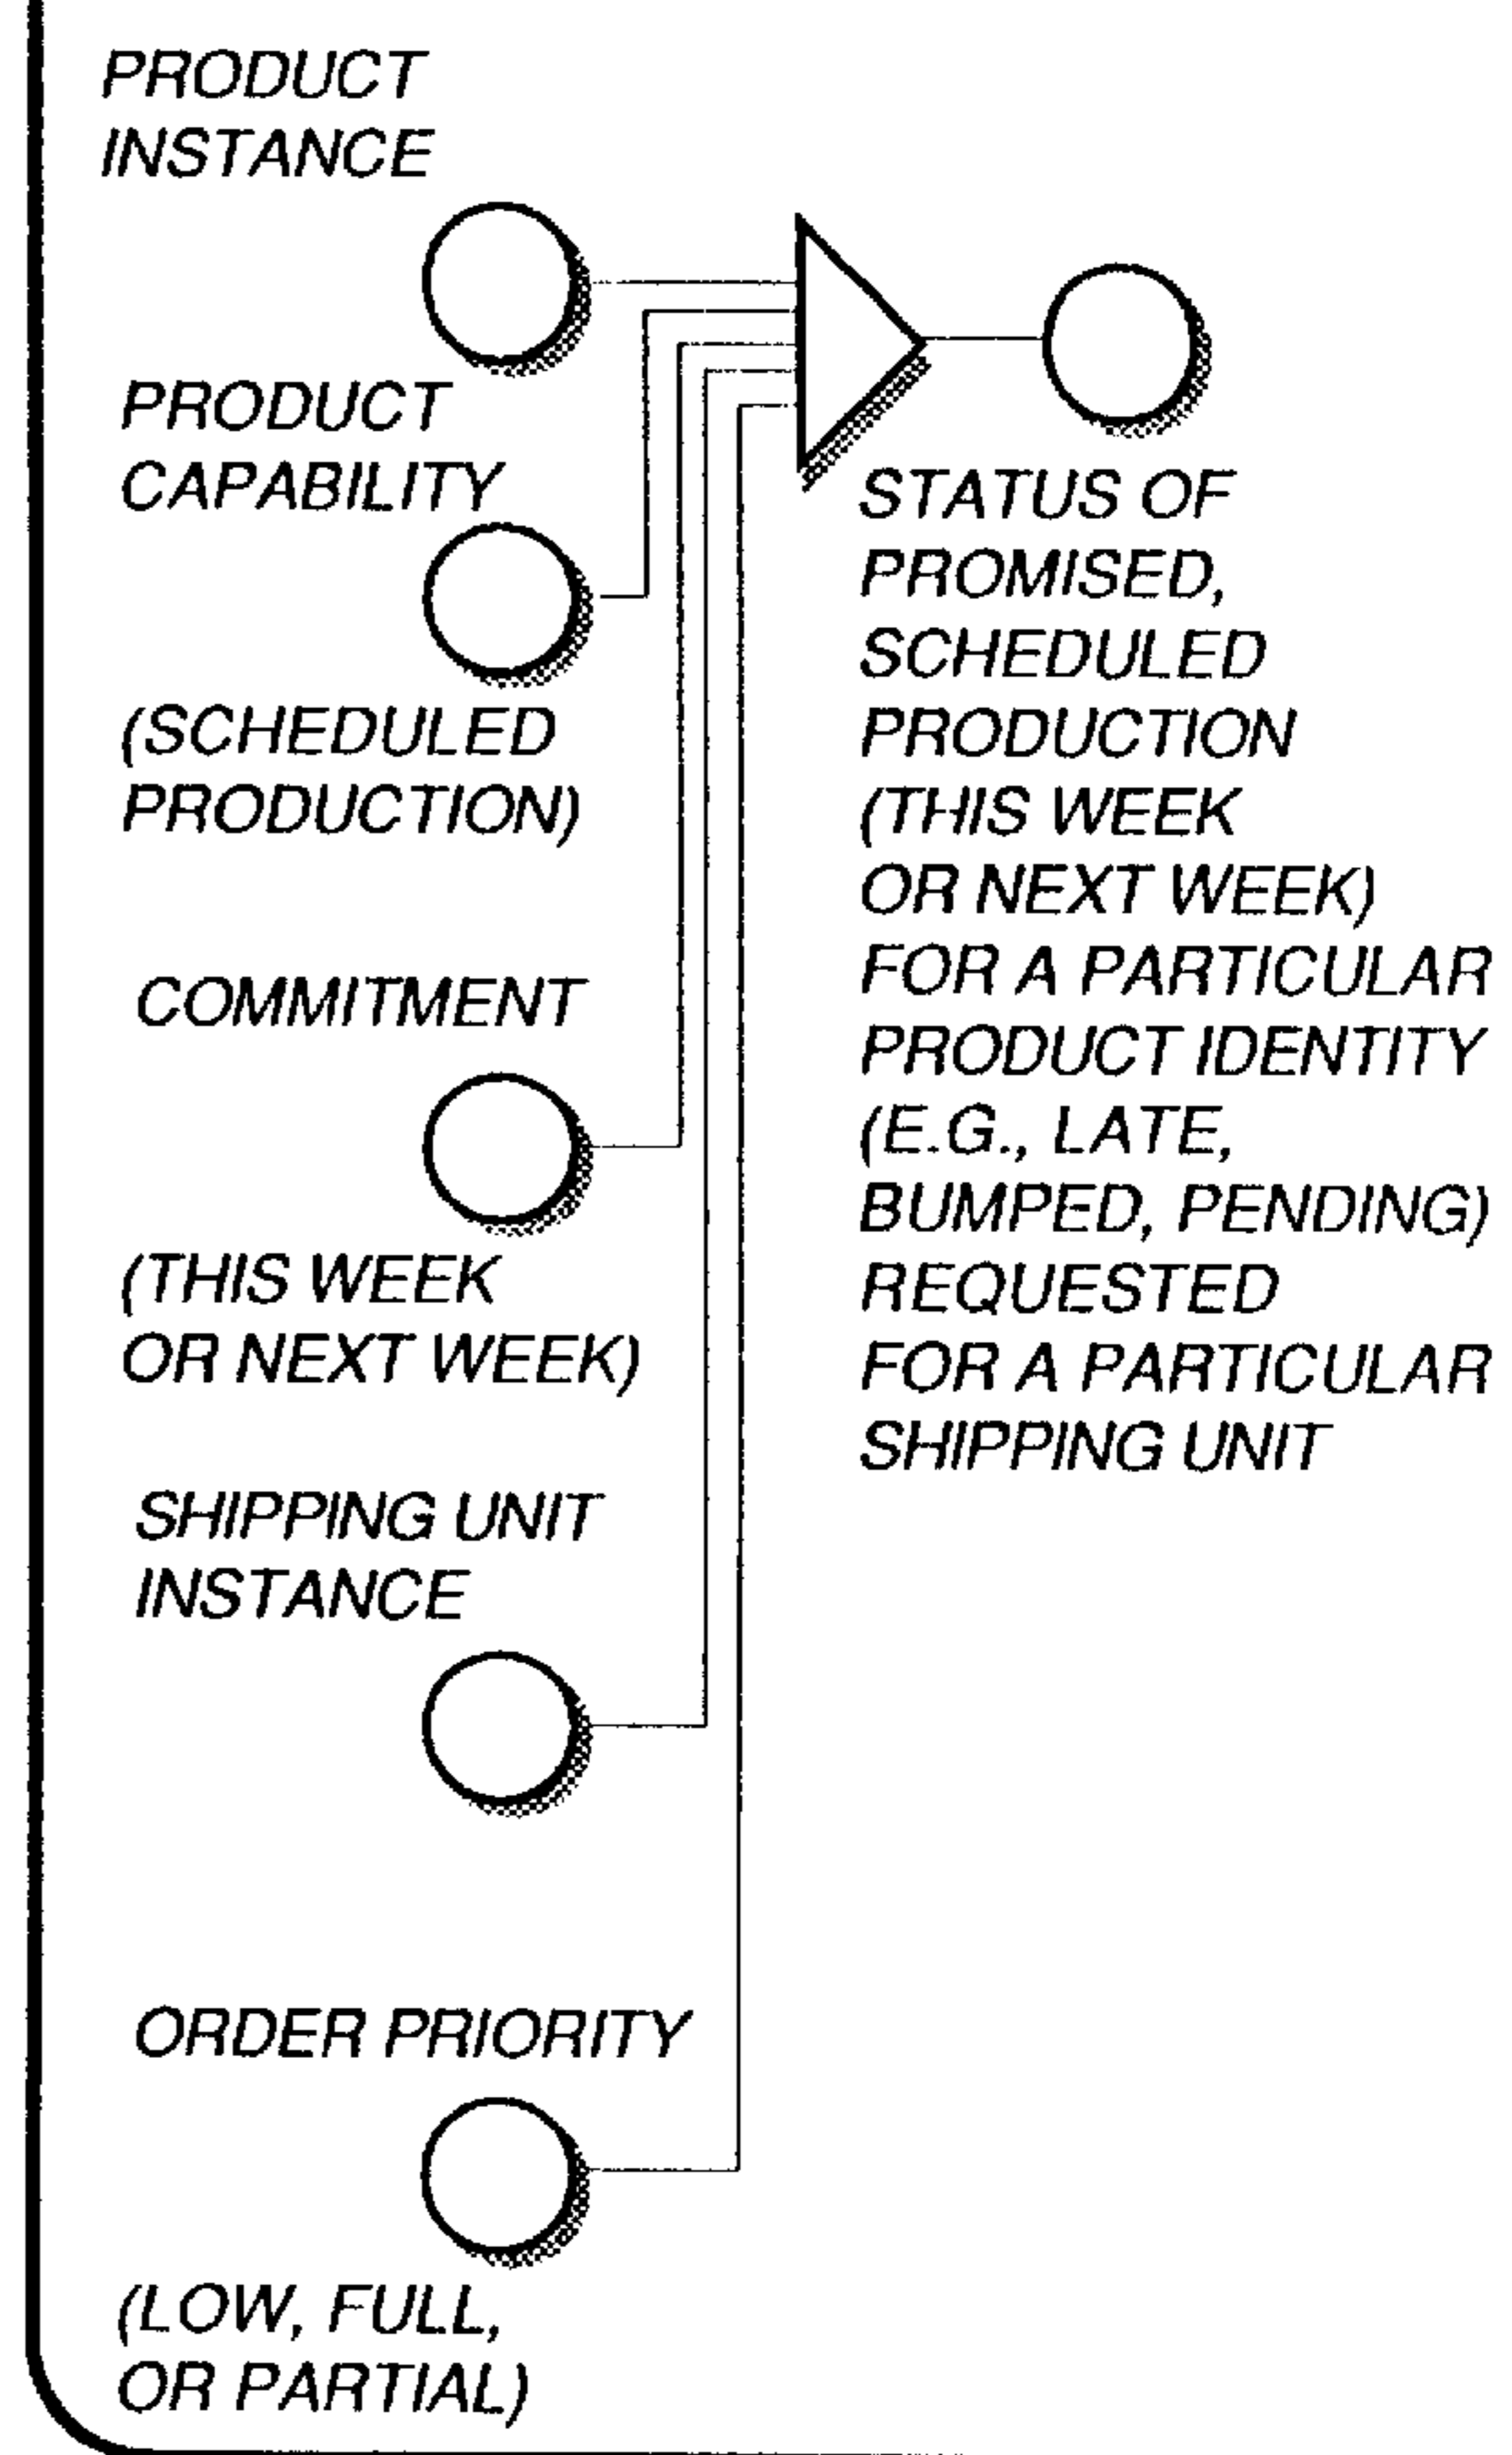 PRODUCT
INSTANCE
PRODUCT
CAPABILITY
(SCHEDULED
PRODUCTION)
COMMITMENT
(THIS WEEK
OR NEXT WEEK)
SHIPPING UNIT
INSTANCE
ORDER PRIORITY
(LOW, FULL,
OR PARTIAL)
STATUS OF
PROMISED,
SCHEDULED
PRODUCTION
(THIS WEEK
OR NEXT WEEK)
FOR A PARTICULAR
PRODUCT IDENTITY
(E.G., LATE,
BUMPED, PENDING)
REQUESTED
FOR A PARTICULAR
SHIPPING UNIT